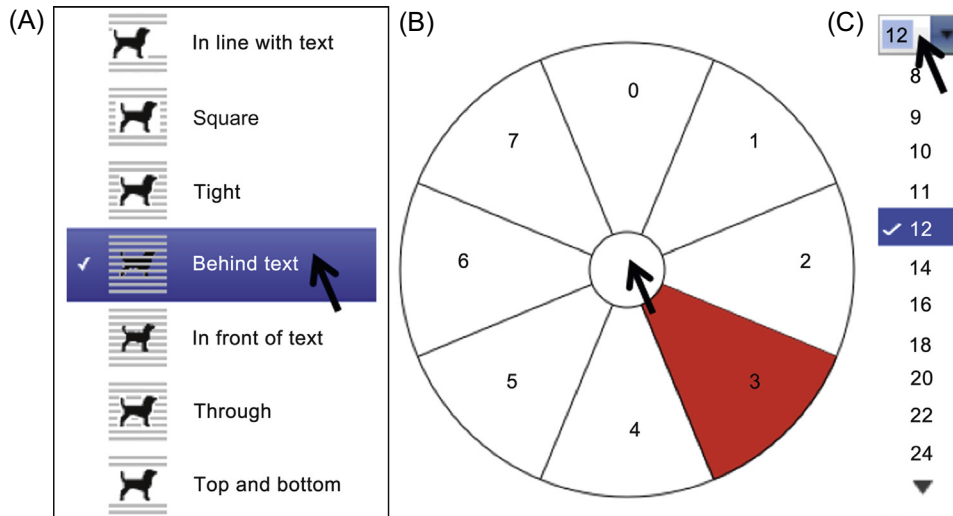 (A)
In line with text
Square
Tight
Behind text
In front of text
Through
Top and bottom
(B)
0
1
2
3
4
5
6
7
(C)
12
8
9
10
11
12
14
16
18
20
22
24